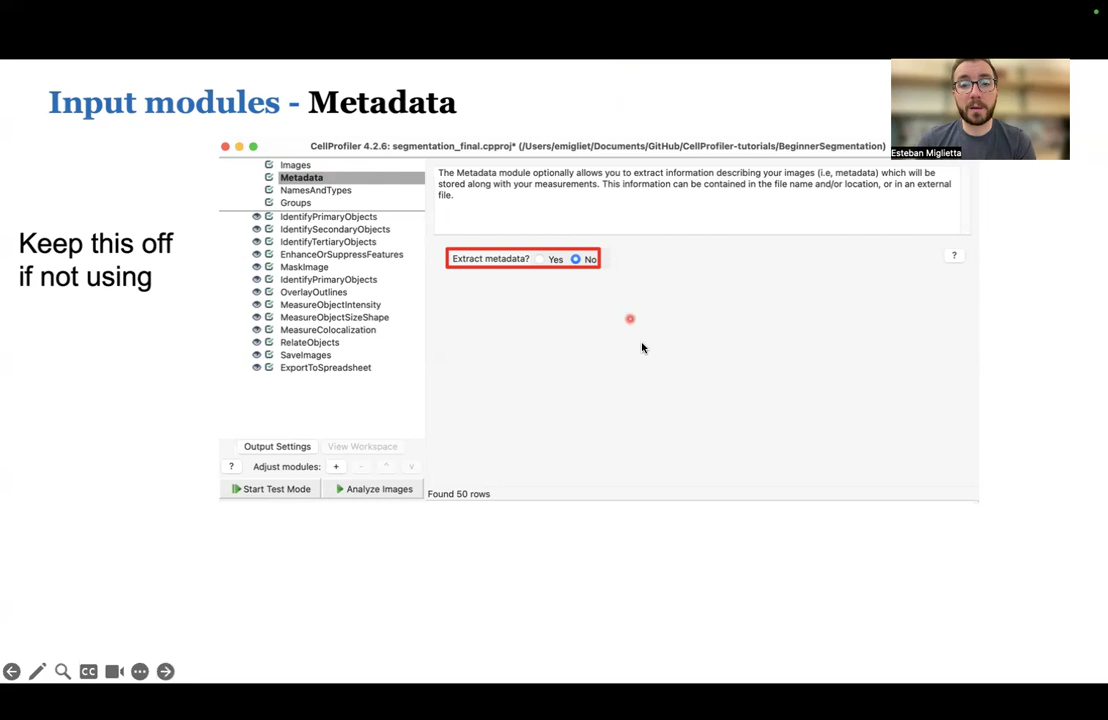 Input modules - Metadata
Esteban Miglietta
CellProfiler 4.2.6: segmentation_final.cpproj* (/Users/emigliet/Documents/GitHub/CellProfiler-tutorials/BeginnerSegmentation)
Keep this off
if not using
Images
Metadata
NamesAndTypes
Groups
IdentifyPrimaryObjects
IdentifySecondaryObjects
IdentifyTertiaryObjects
EnhanceOrSuppressFeatures
MaskImage
IdentifyPrimaryObjects
OverlayOutlines
MeasureObjectIntensity
MeasureObjectSizeShape
MeasureColocalization
RelateObjects
SaveImages
ExportToSpreadsheet
Output Settings View Workspace
? Adjust modules: + - ^ v
Start Test Mode Analyze Images
The Metadata module optionally allows you to extract information describing your images (i.e, metadata) which will be
stored along with your measurements. This information can be contained in the file name and/or location, or in an external
file.
Extract metadata? Yes No
?
Found 50 rows
CC